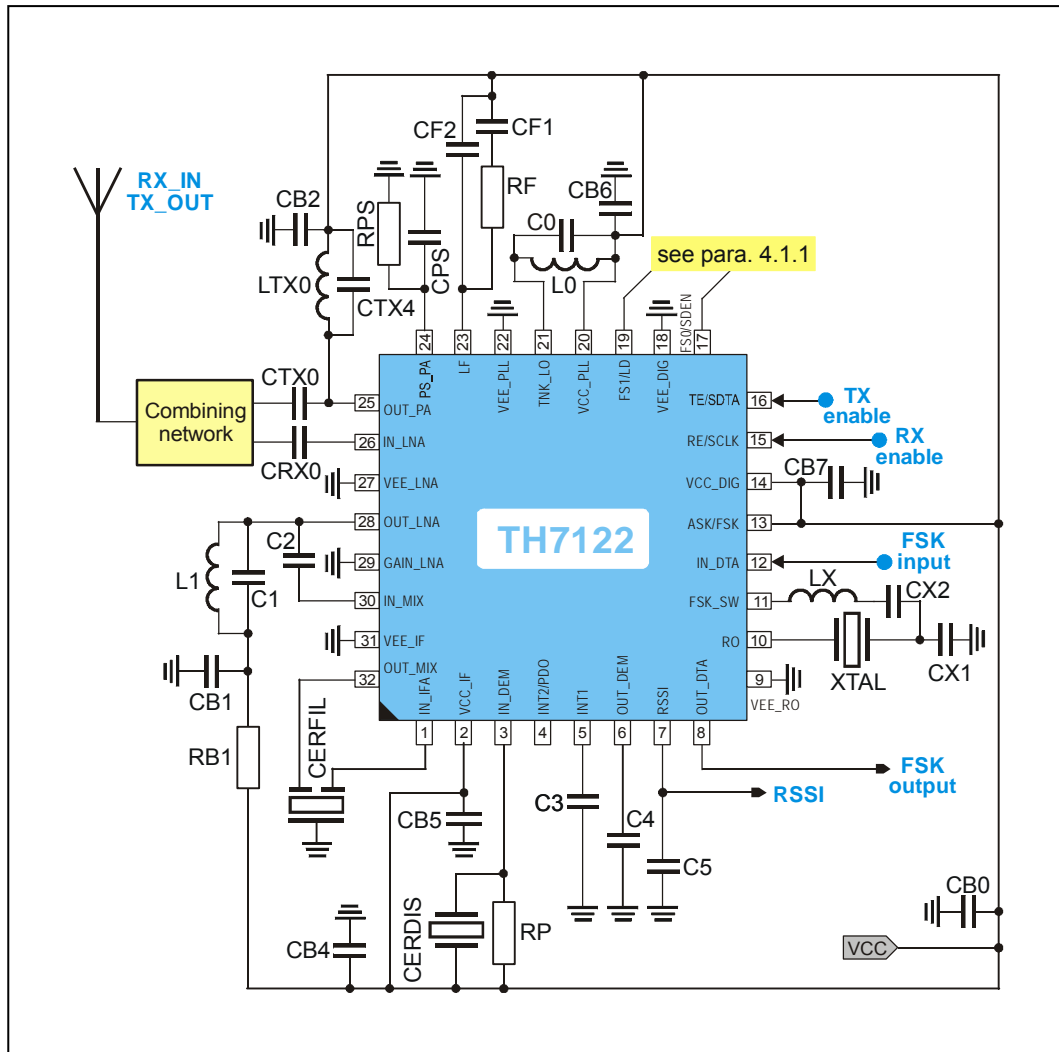 CF2
CF1
RX_IN
TX_OUT
CB2
RPS
CPS
RF
CB6
C0
L0
see para. 4.1.1
LTX0
CTX4
24
23
22
21
20
19
18
17
FS0/SDEN
PS_PA
LF
VEE_PLL
TNK_LO
VCC_PLL
FS1/LD
VEE_DIG
Combining
network
CTX0
CRX0
25
OUT_PA
26
IN_LNA
27
VEE_LNA
28
OUT_LNA
29
GAIN_LNA
30
IN_MIX
31
VEE_IF
32
OUT_MIX
TH7122
TE/SDTA
16
TX
enable
RE/SCLK
15
RX
enable
VCC_DIG
14
CB7
ASK/FSK
13
IN_DTA
12
FSK
input
FSK_SW
11
LX
CX2
RO
10
XTAL
CX1
9
VEE_RO
L1
C1
C2
CB1
RB1
IN_IFA
VCC_IF
IN_DEM
INT2/PDO
INT1
OUT_DEM
RSSI
OUT_DTA
1
2
3
4
5
6
7
8
CERFIL
CB5
C3
C4
C5
RSSI
FSK
output
CERDIS
RP
CB4
CB0
VCC